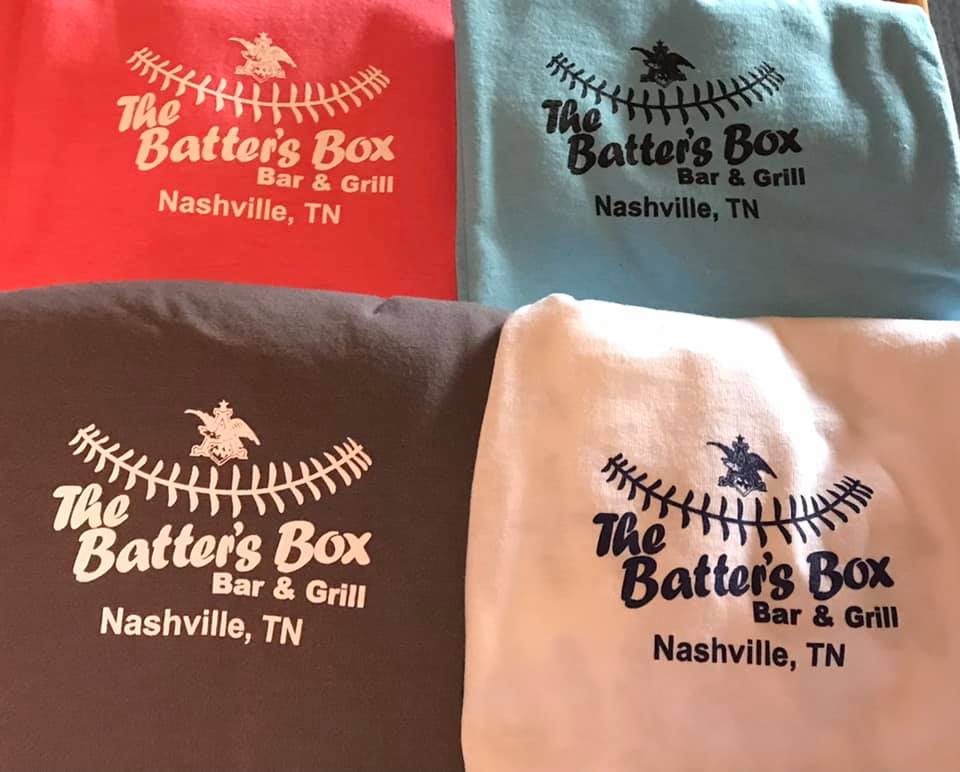 The
Batter's Box
Bar & Grill
Nashville, TN
The
Batter's Box
Bar & Grill
Nashville, TN
The
Batter's Box
Bar & Grill
Nashville, TN
The
Batter's Box
Bar & Grill
Nashville, TN